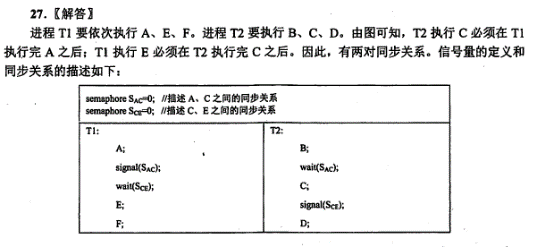 27.〖解答〗
进程 T1 要依次执行 A、E、F。进程 T2 要执行 B、C、D。由图可知，T2 执行 C 必须在 T1
执行完 A 之后；T1 执行 E 必须在 T2 执行完 C 之后。因此，有两对同步关系。信号量的定义和
同步关系的描述如下：
semaphore SAC=0; //描述 A、C 之间的同步关系
semaphore SCE=0; //描述 C、E 之间的同步关系
T1:
A;
signal(SAC);
wait(SCE);
E;
F;
T2:
B;
wait(SAC);
C;
signal(SCE);
D;